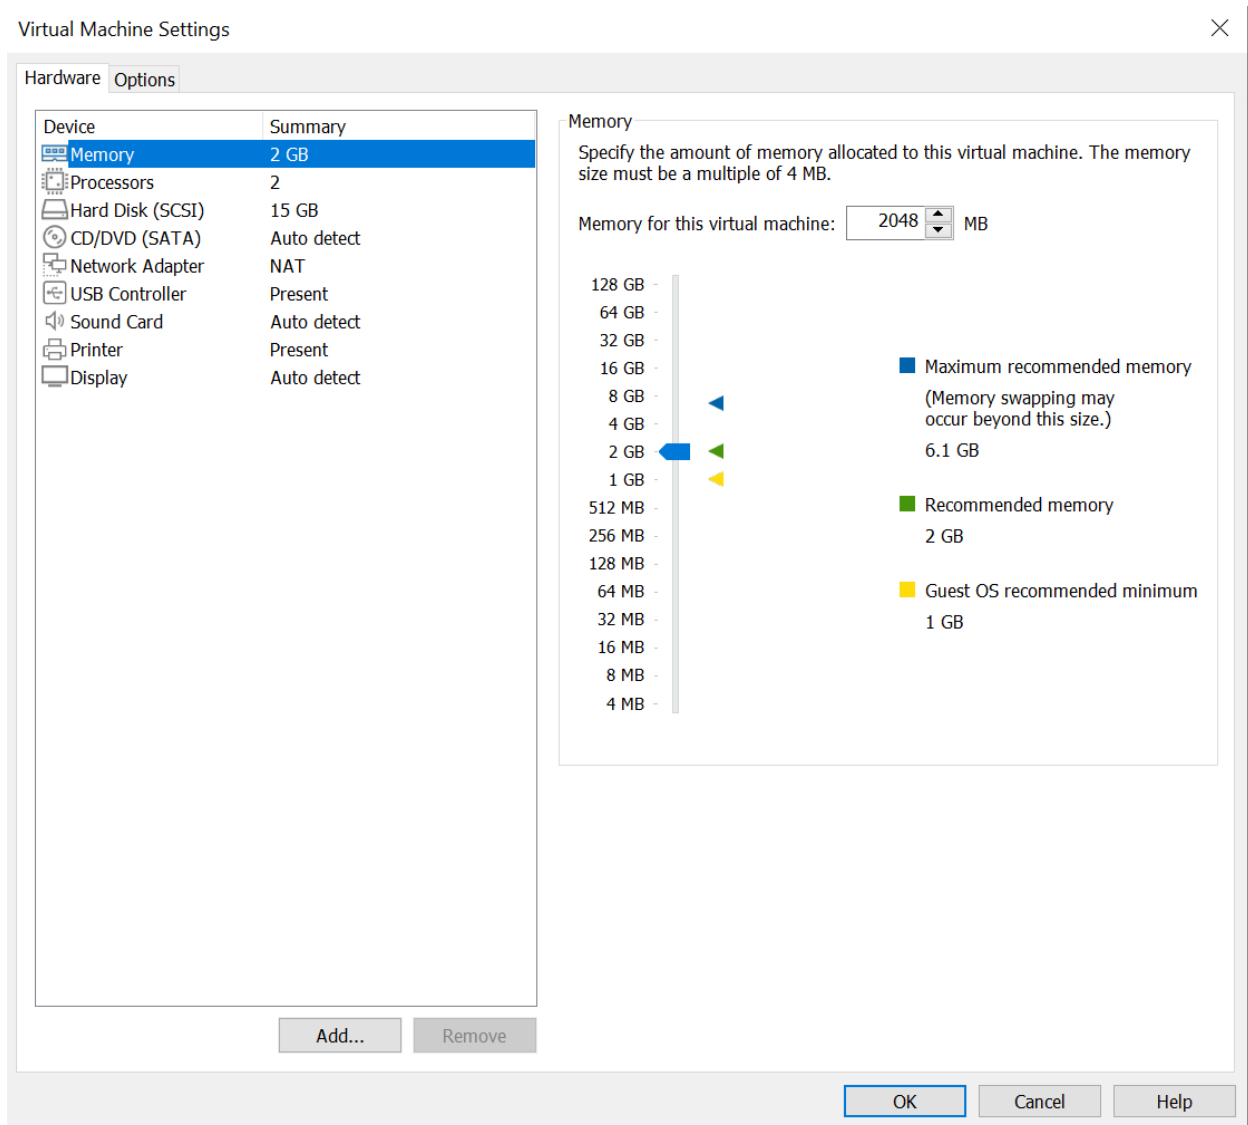 Virtual Machine Settings
Hardware Options
Device Summary
Memory 2 GB
Processors 2
Hard Disk (SCSI) 15 GB
CD/DVD (SATA) Auto detect
Network Adapter NAT
USB Controller Present
Sound Card Auto detect
Printer Present
Display Auto detect
Add...
Remove
Memory
Specify the amount of memory allocated to this virtual machine. The memory
size must be a multiple of 4 MB.
Memory for this virtual machine: 2048 MB
128 GB
64 GB
32 GB
16 GB
8 GB
4 GB
2 GB
1 GB
512 MB
256 MB
128 MB
64 MB
32 MB
16 MB
8 MB
4 MB
Maximum recommended memory
(Memory swapping may
occur beyond this size.)
6.1 GB
Recommended memory
2 GB
Guest OS recommended minimum
1 GB
OK
Cancel
Help